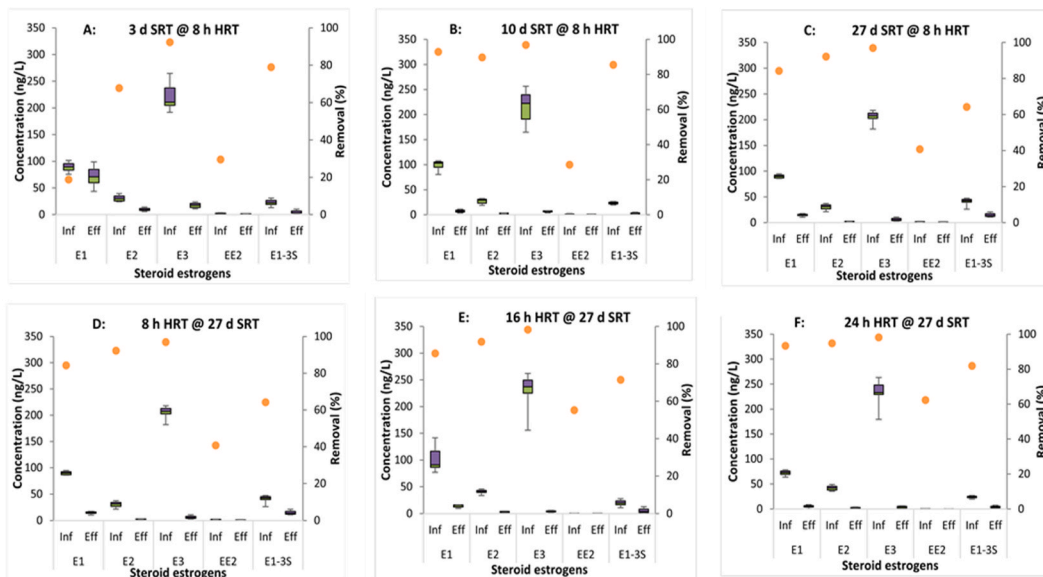 A: 3 d SRT @ 8 h HRT
Concentration (ng/L)
350
300
250
200
150
100
50
0
100
80
60
40
20
0
Removal (%)
Inf Eff Inf Eff Inf Eff Inf Eff Inf Eff
E1 E2 E3 EE2 E1-3S
Steroid estrogens
B: 10 d SRT @ 8 h HRT
Concentration (ng/L)
350
300
250
200
150
100
50
0
100
80
60
40
20
0
Removal (%)
Inf Eff Inf Eff Inf Eff Inf Eff Inf Eff
E1 E2 E3 EE2 E1-3S
Steroid estrogens
C: 27 d SRT @ 8 h HRT
Concentration (ng/L)
350
300
250
200
150
100
50
0
100
80
60
40
20
0
Removal (%)
Inf Eff Inf Eff Inf Eff Inf Eff Inf Eff
E1 E2 E3 EE2 E1-3S
Steroid estrogens
D: 8 h HRT @ 27 d SRT
Concentration (ng/L)
350
300
250
200
150
100
50
0
100
80
60
40
20
0
Removal (%)
Inf Eff Inf Eff Inf Eff Inf Eff Inf Eff
E1 E2 E3 EE2 E1-3S
Steroid estrogens
E: 16 h HRT @ 27 d SRT
Concentration (ng/L)
350
300
250
200
150
100
50
0
100
80
60
40
20
0
Removal (%)
Inf Eff Inf Eff Inf Eff Inf Eff Inf Eff
E1 E2 E3 EE2 E1-3S
Steroid estrogens
F: 24 h HRT @ 27 d SRT
Concentration (ng/L)
350
300
250
200
150
100
50
0
100
80
60
40
20
0
Removal (%)
Inf Eff Inf Eff Inf Eff Inf Eff Inf Eff
E1 E2 E3 EE2 E1-3S
Steroid estrogens